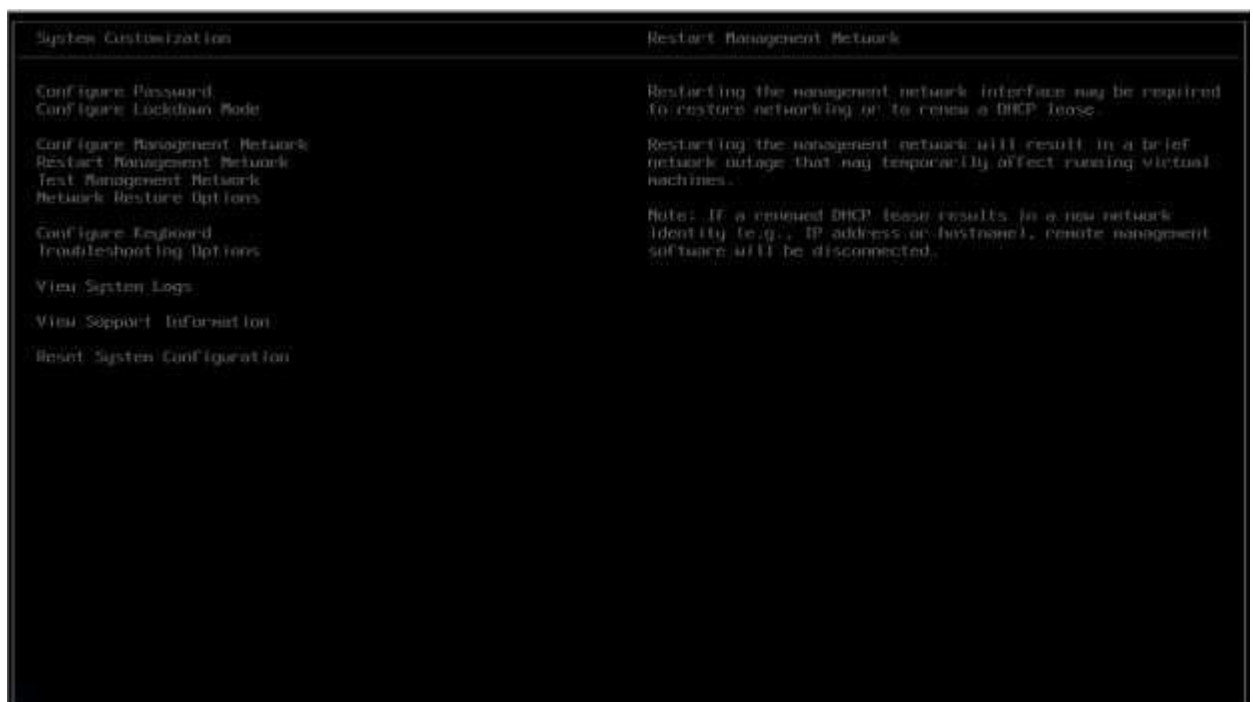 System Customization
Restart Management Network
Configure Password
Configure Lockdown Mode
Configure Management Network
Restart Management Network
Test Management Network
Network Restore Options
Configure Keyboard
Troubleshooting Options
View System Logs
View Support Information
Reset System Configuration
Restarting the management network interface may be required
to restore networking or to renew a DHCP lease.
Restarting the management network will result in a brief
network outage that may temporarily affect running virtual
machines.
Note: If a renewed DHCP lease results in a new network
identity (e.g., IP address or hostname), remote management
software will be disconnected.